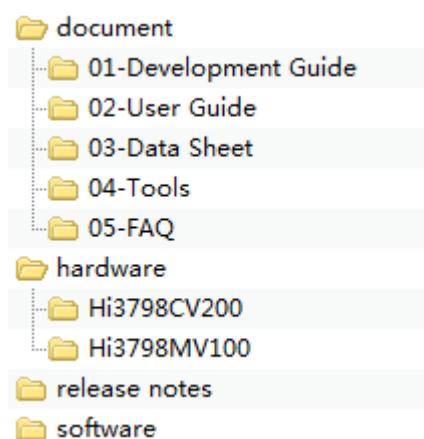 document
01-Development Guide
02-User Guide
03-Data Sheet
04-Tools
05-FAQ
hardware
Hi3798CV200
Hi3798MV100
release notes
software